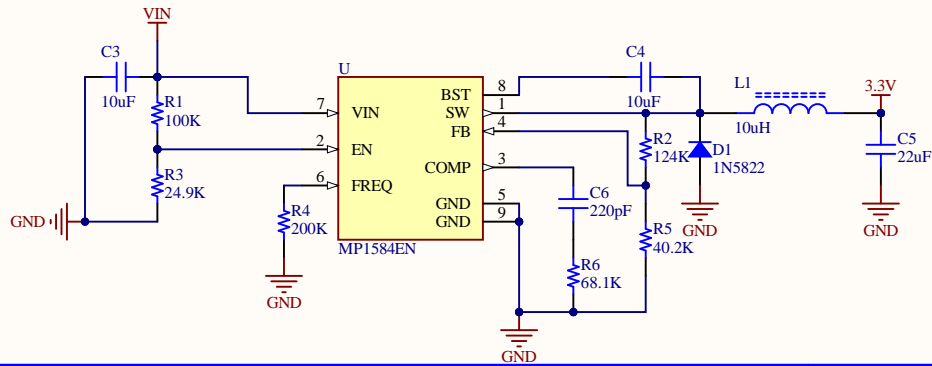 VIN
C3
10uF
R1
100K
R3
24.9K
GND
R4
200K
GND
U
7
VIN
2
EN
6
FREQ
BST
8
SW
1
FB
4
COMP
3
GND
5
GND
9
MP1584EN
C4
10uF
R2
124K
D1
1N5822
GND
L1
10uH
3.3V
C5
22uF
GND
C6
220pF
R6
68.1K
R5
40.2K
GND